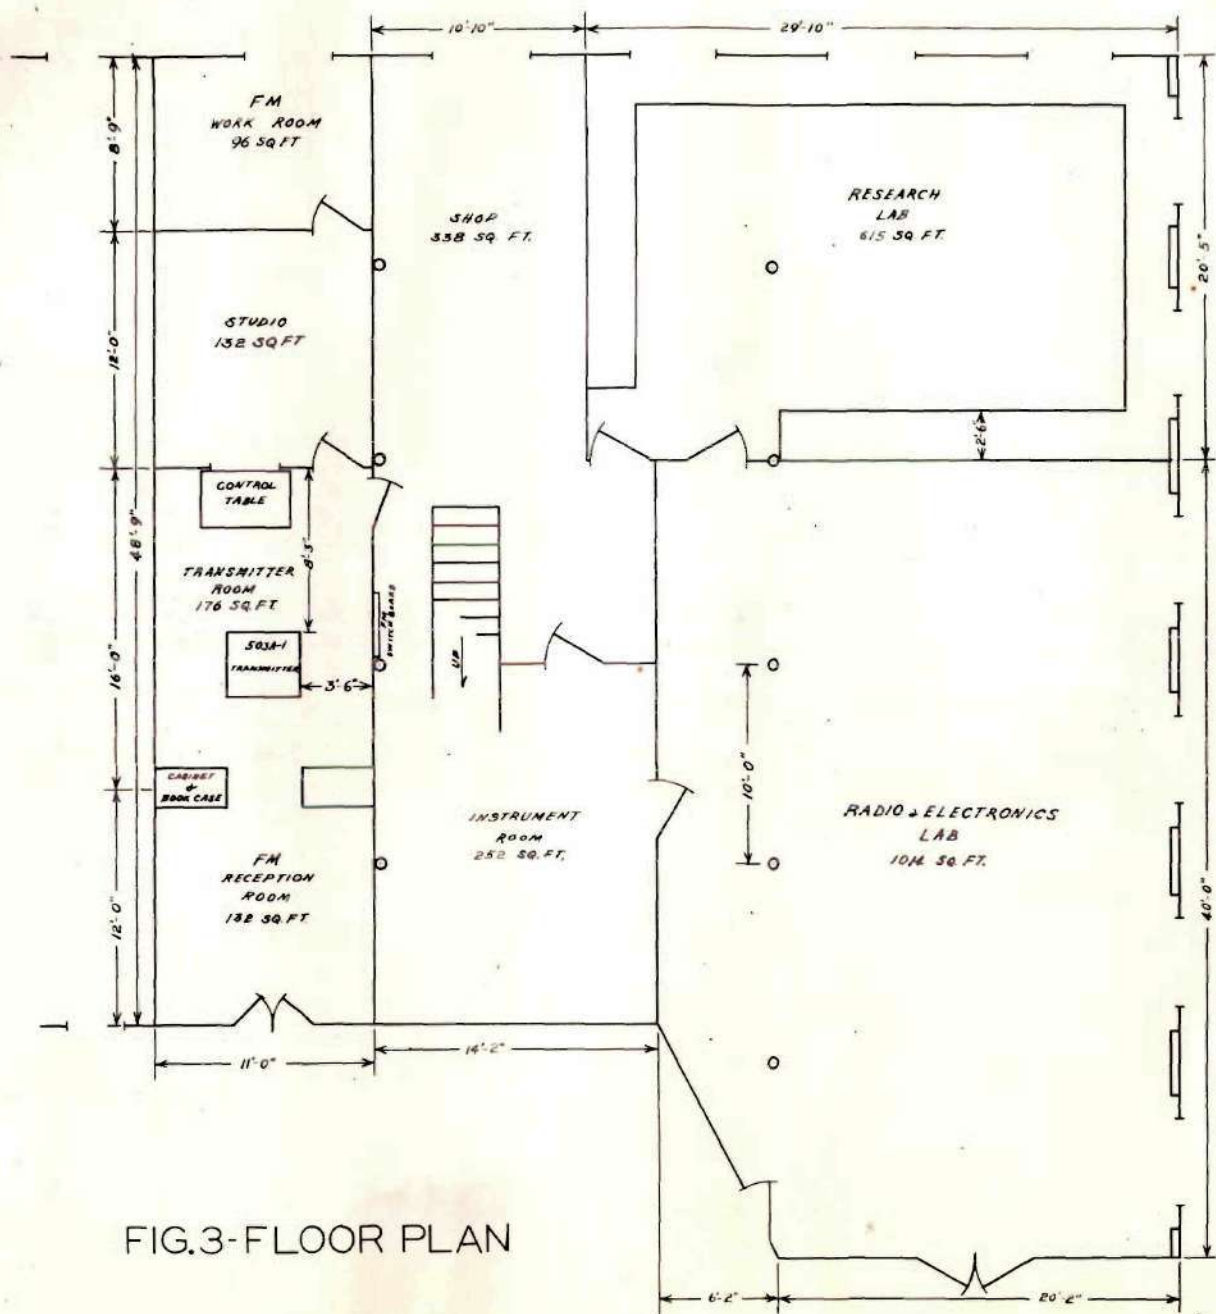 10'-10"
29'-10"
FM
WORK ROOM
96 SQ FT
8'-9"
SHOP
338 SQ. FT.
RESEARCH
LAB
615 SQ FT.
20'-5"
STUDIO
132 SQ FT
12'-0"
2'-6"
CONTROL
TABLE
48'-9"
8'-3"
TRANSMITTER
ROOM
176 SQ. FT.
FM
SWITCH BOARD
503A-1
TRANSMITTER
UP
16'-0"
3'-6"
10'-0"
CABINET
&
BOOK CASE
INSTRUMENT
ROOM
252 SQ. FT.
RADIO & ELECTRONICS
LAB
1014 SQ. FT.
FM
RECEPTION
ROOM
132 SQ. FT
12'-0"
40'-0"
11'-0"
14'-2"
FIG.3-FLOOR PLAN
6'-2"
20'-2"